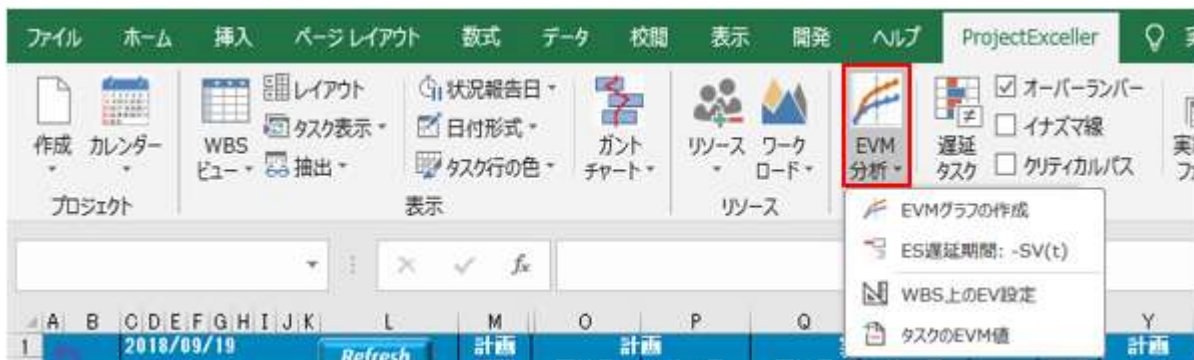 ファイル ホーム 挿入 ページ レイアウト 数式 データ 校閲 表示 開発 ヘルプ ProjectExceller
作成 カレンダー
WBS ビュー
レイアウト
タスク表示
抽出
状況報告日
日付形式
タスク行の色
ガント チャート
リソース ワーク ロード
EVM 分析
遅延 タスク
オーバーランバー
イナズマ線
クリティカルパス
プロジェクト 表示 リソース
EVMグラフの作成
ES遅延期間: -SV(t)
WBS上のEV設定
タスクのEVM値
fx
A B C D E F G H I J K L M O P Q Y
1 2018/09/19 Refresh 計画 計画 計画